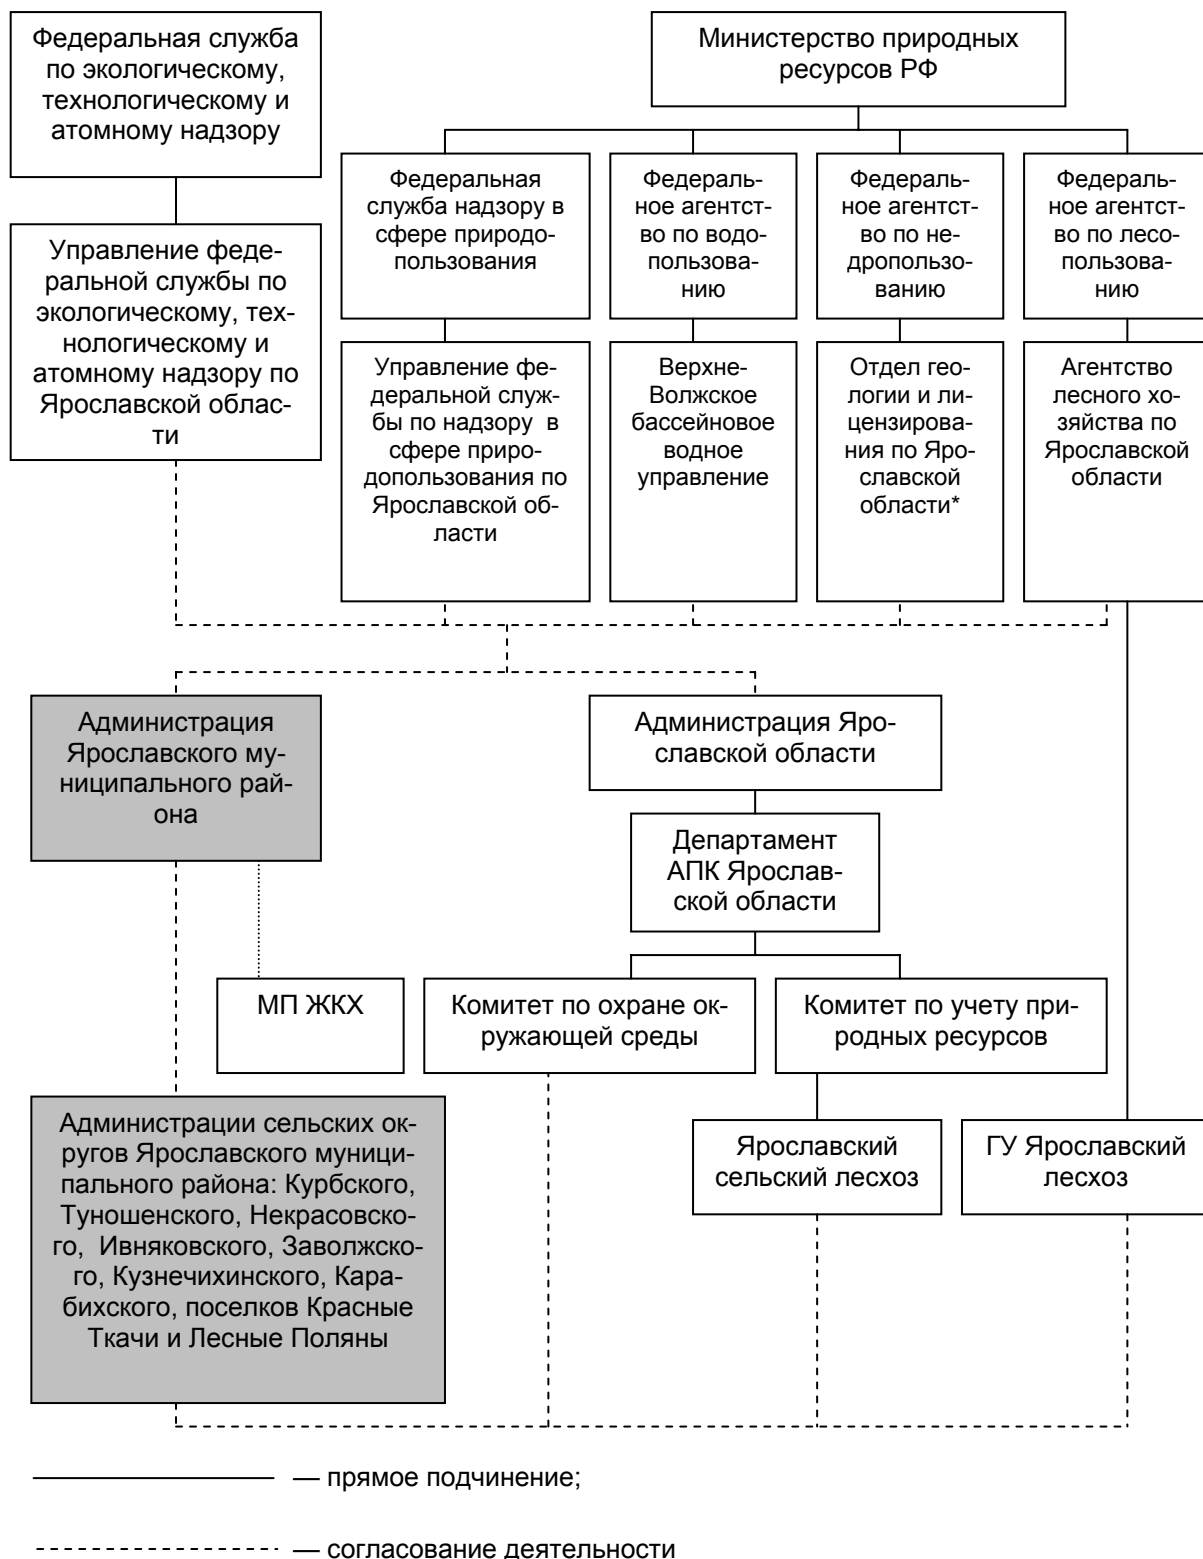 Федеральная служба
по экологическому,
технологическому и
атомному надзору
Министерство природных
ресурсов РФ
Федеральная
служба надзору в
сфере природо-
пользования
Федераль-
ное агентст-
во по водо-
пользова-
нию
Федераль-
ное агентст-
во по не-
дропользо-
ванию
Федераль-
ное агентст-
во по лесо-
пользова-
нию
Управление феде-
ральной службы по
экологическому, тех-
нологическому и
атомному надзору по
Ярославской облас-
ти
Управление фе-
деральной служ-
бы по надзору в
сфере приро-
допользования по
Ярославской об-
ласти
Верхне-
Волжское
бассейновое
водное
управление
Отдел гео-
логии и ли-
цензирова-
ния по Яро-
славской
области*
Агентство
лесного хо-
зяйства по
Ярославской
области
Администрация
Ярославского му-
ниципального рай-
она
Администрация Яро-
славской области
Департамент
АПК Ярослав-
ской области
МП ЖКХ
Комитет по охране ок-
ружающей среды
Комитет по учету при-
родных ресурсов
Администрации сельских ок-
ругов Ярославского муници-
пального района: Курбского,
Туношенского, Некрасовско-
го, Ивняковского, Заволжско-
го, Кузнечихинского, Кара-
бихского, поселков Красные
Ткачи и Лесные Поляны
Ярославский
сельский лесхоз
ГУ Ярославский
лесхоз
— прямое подчинение;
— согласование деятельности